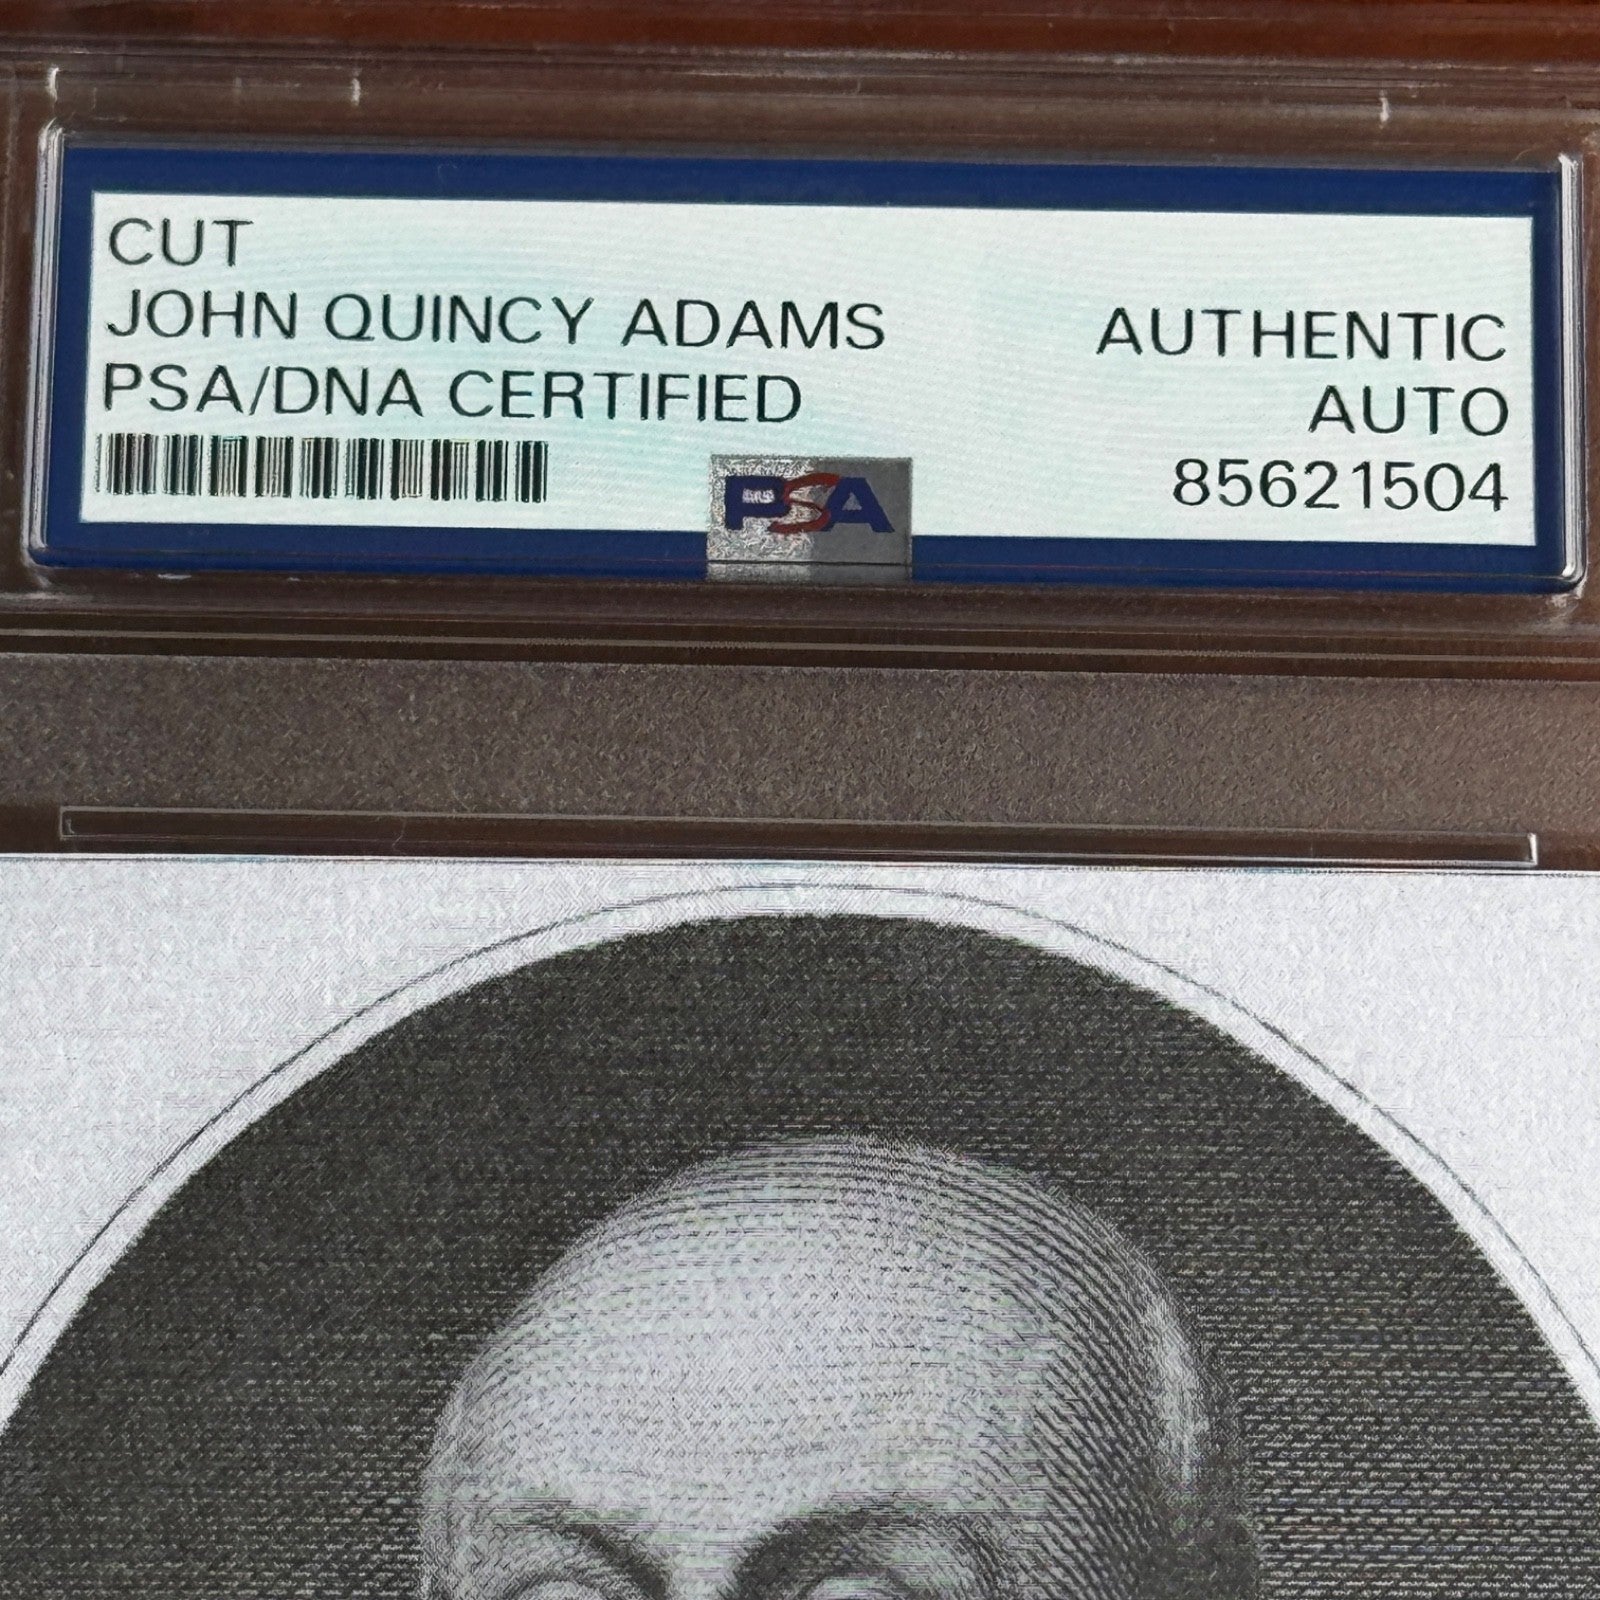 CUT
JOHN QUINCY ADAMS
PSA/DNA CERTIFIED
AUTHENTIC
AUTO
85621504
PSA